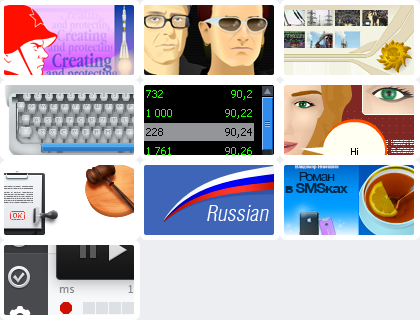 and protecting
Creating
and protecting
Creating
and protecting
732 90,2
1 000 90,22
228 90,24
1 761 90,26
Hi
OK
Russian
Роман
в SMSках
ms 1